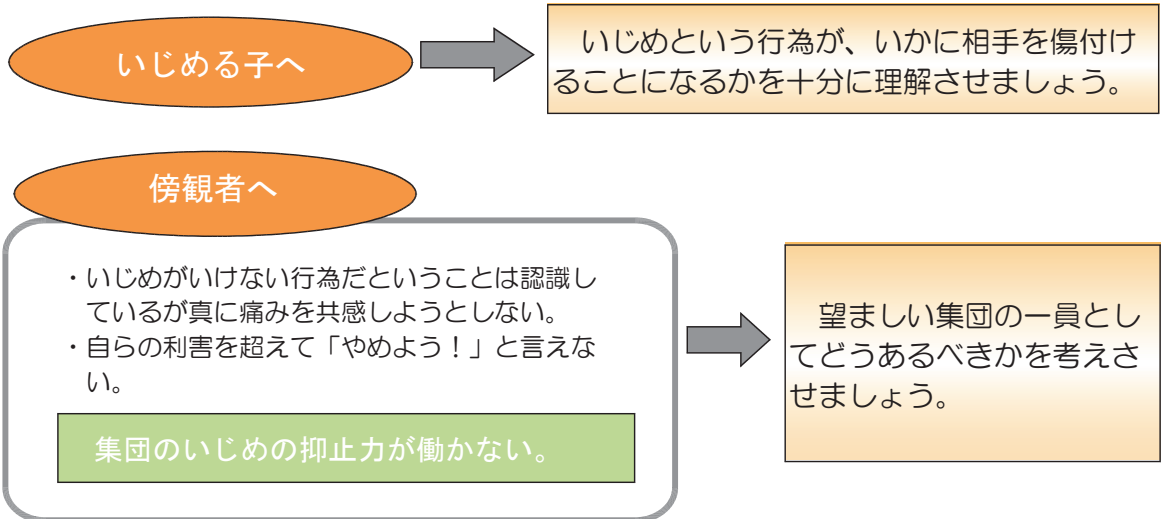 いじめる子へ
いじめという行為が、いかに相手を傷付け
ることになるかを十分に理解させましょう。
傍観者へ
・いじめがいけない行為だということは認識し
ているが真に痛みを共感しようとしない。
・自らの利害を超えて「やめよう！」と言えな
い。
集団のいじめの抑止力が働かない。
望ましい集団の一員とし
てどうあるべきかを考えさ
せましょう。